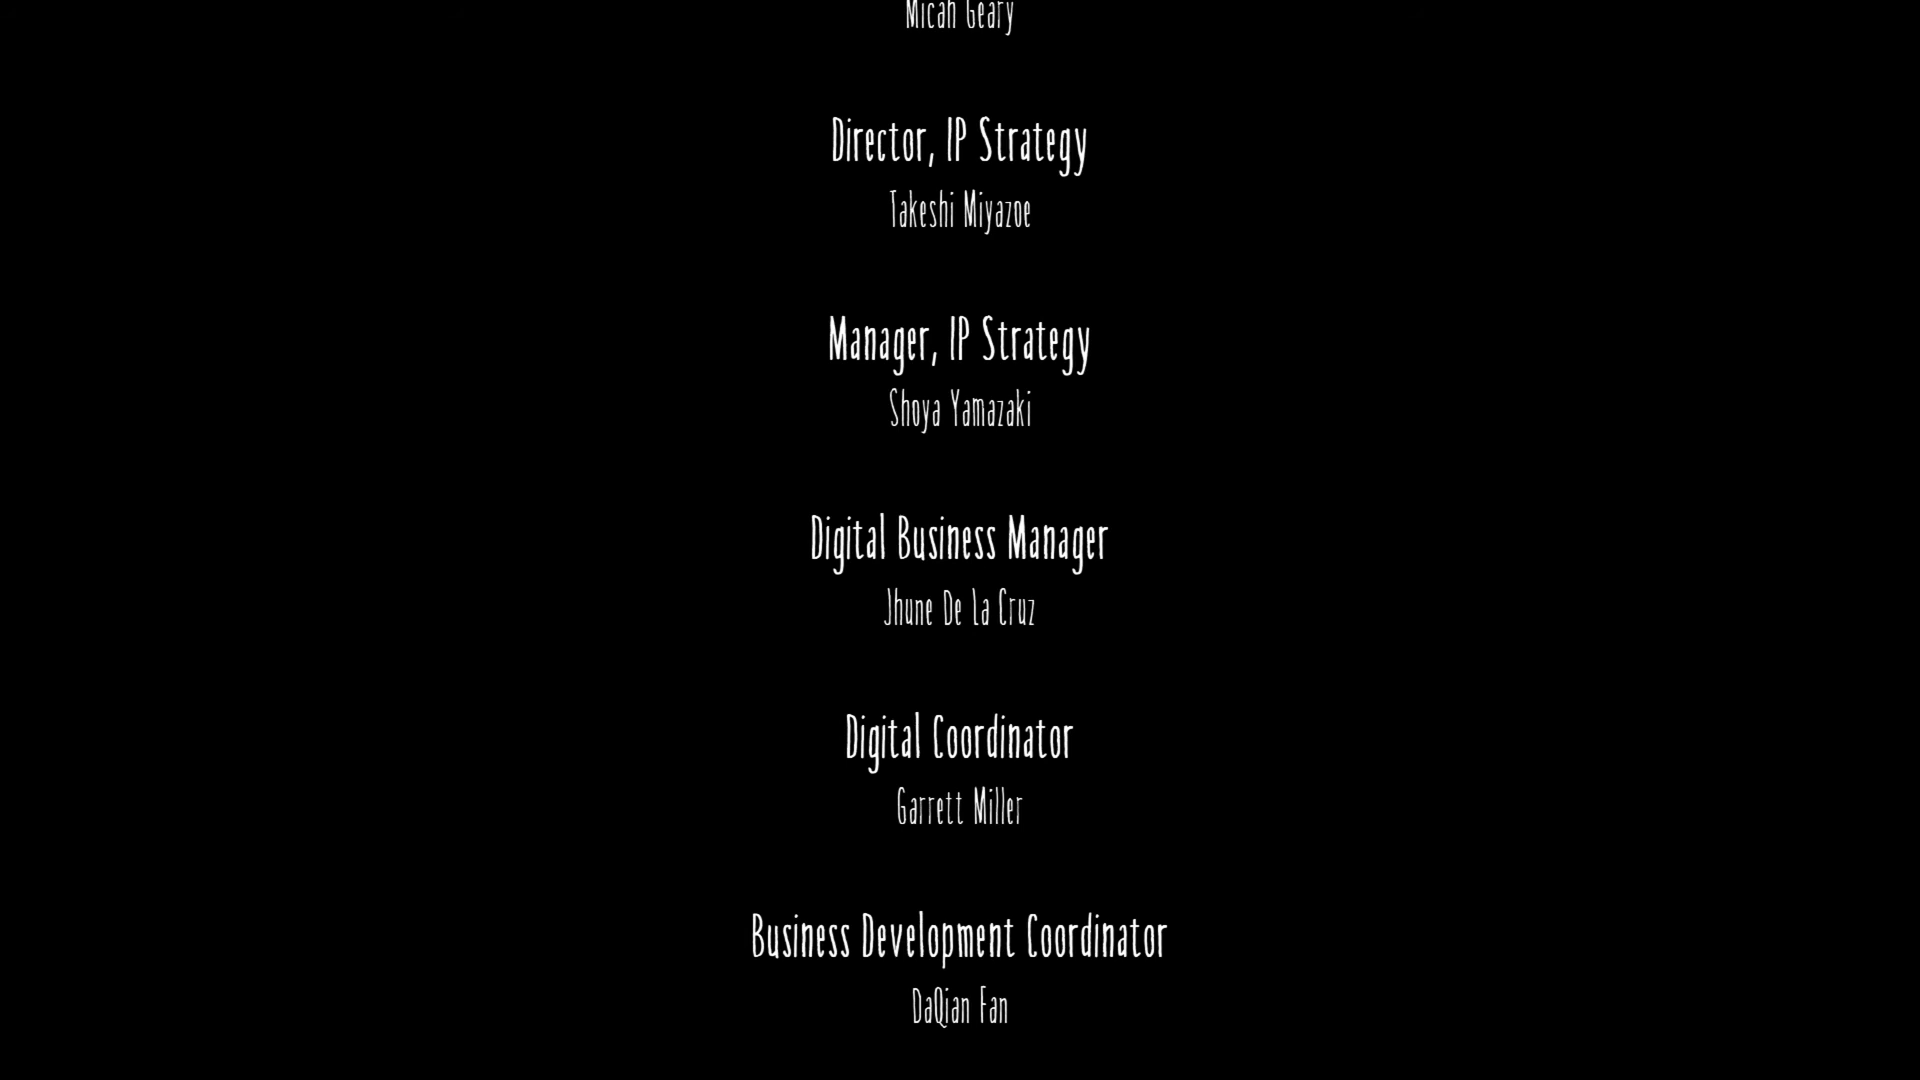 Micah Geary
Director, IP Strategy
Takeshi Miyazoe
Manager, IP Strategy
Shoya Yamazaki
Digital Business Manager
Jhune De La Cruz
Digital Coordinator
Garrett Miller
Business Development Coordinator
DaQian Fan